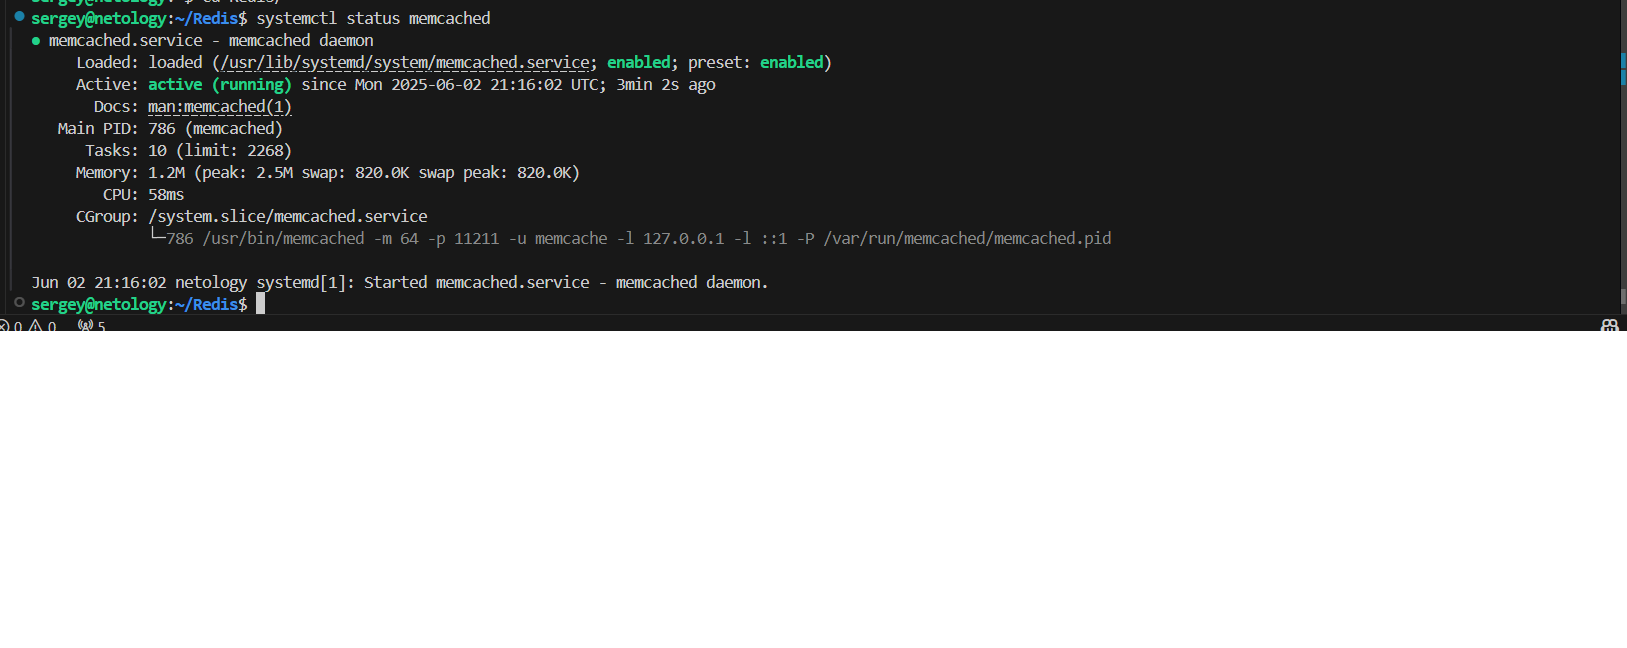 sergey@netology:~/Redis$ systemctl status memcached
● memcached.service - memcached daemon
Loaded: loaded (/usr/lib/systemd/system/memcached.service; enabled; preset: enabled)
Active: active (running) since Mon 2025-06-02 21:16:02 UTC; 3min 2s ago
Docs: man:memcached(1)
Main PID: 786 (memcached)
Tasks: 10 (limit: 2268)
Memory: 1.2M (peak: 2.5M swap: 820.0K swap peak: 820.0K)
CPU: 58ms
CGroup: /system.slice/memcached.service
└─786 /usr/bin/memcached -m 64 -p 11211 -u memcache -l 127.0.0.1 -l ::1 -P /var/run/memcached/memcached.pid
Jun 02 21:16:02 netology systemd[1]: Started memcached.service - memcached daemon.
sergey@netology:~/Redis$
0 0 5